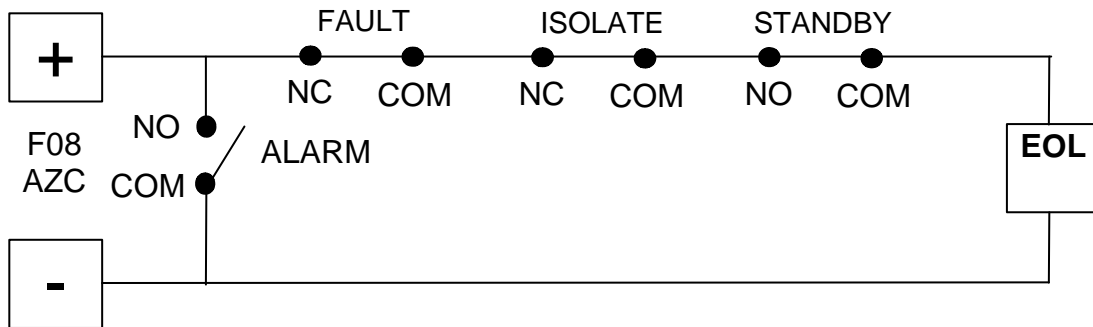 FAULT ISOLATE STANDBY
+
NC COM NC COM NO COM
NO
F08
AZC
ALARM
COM
EOL
-